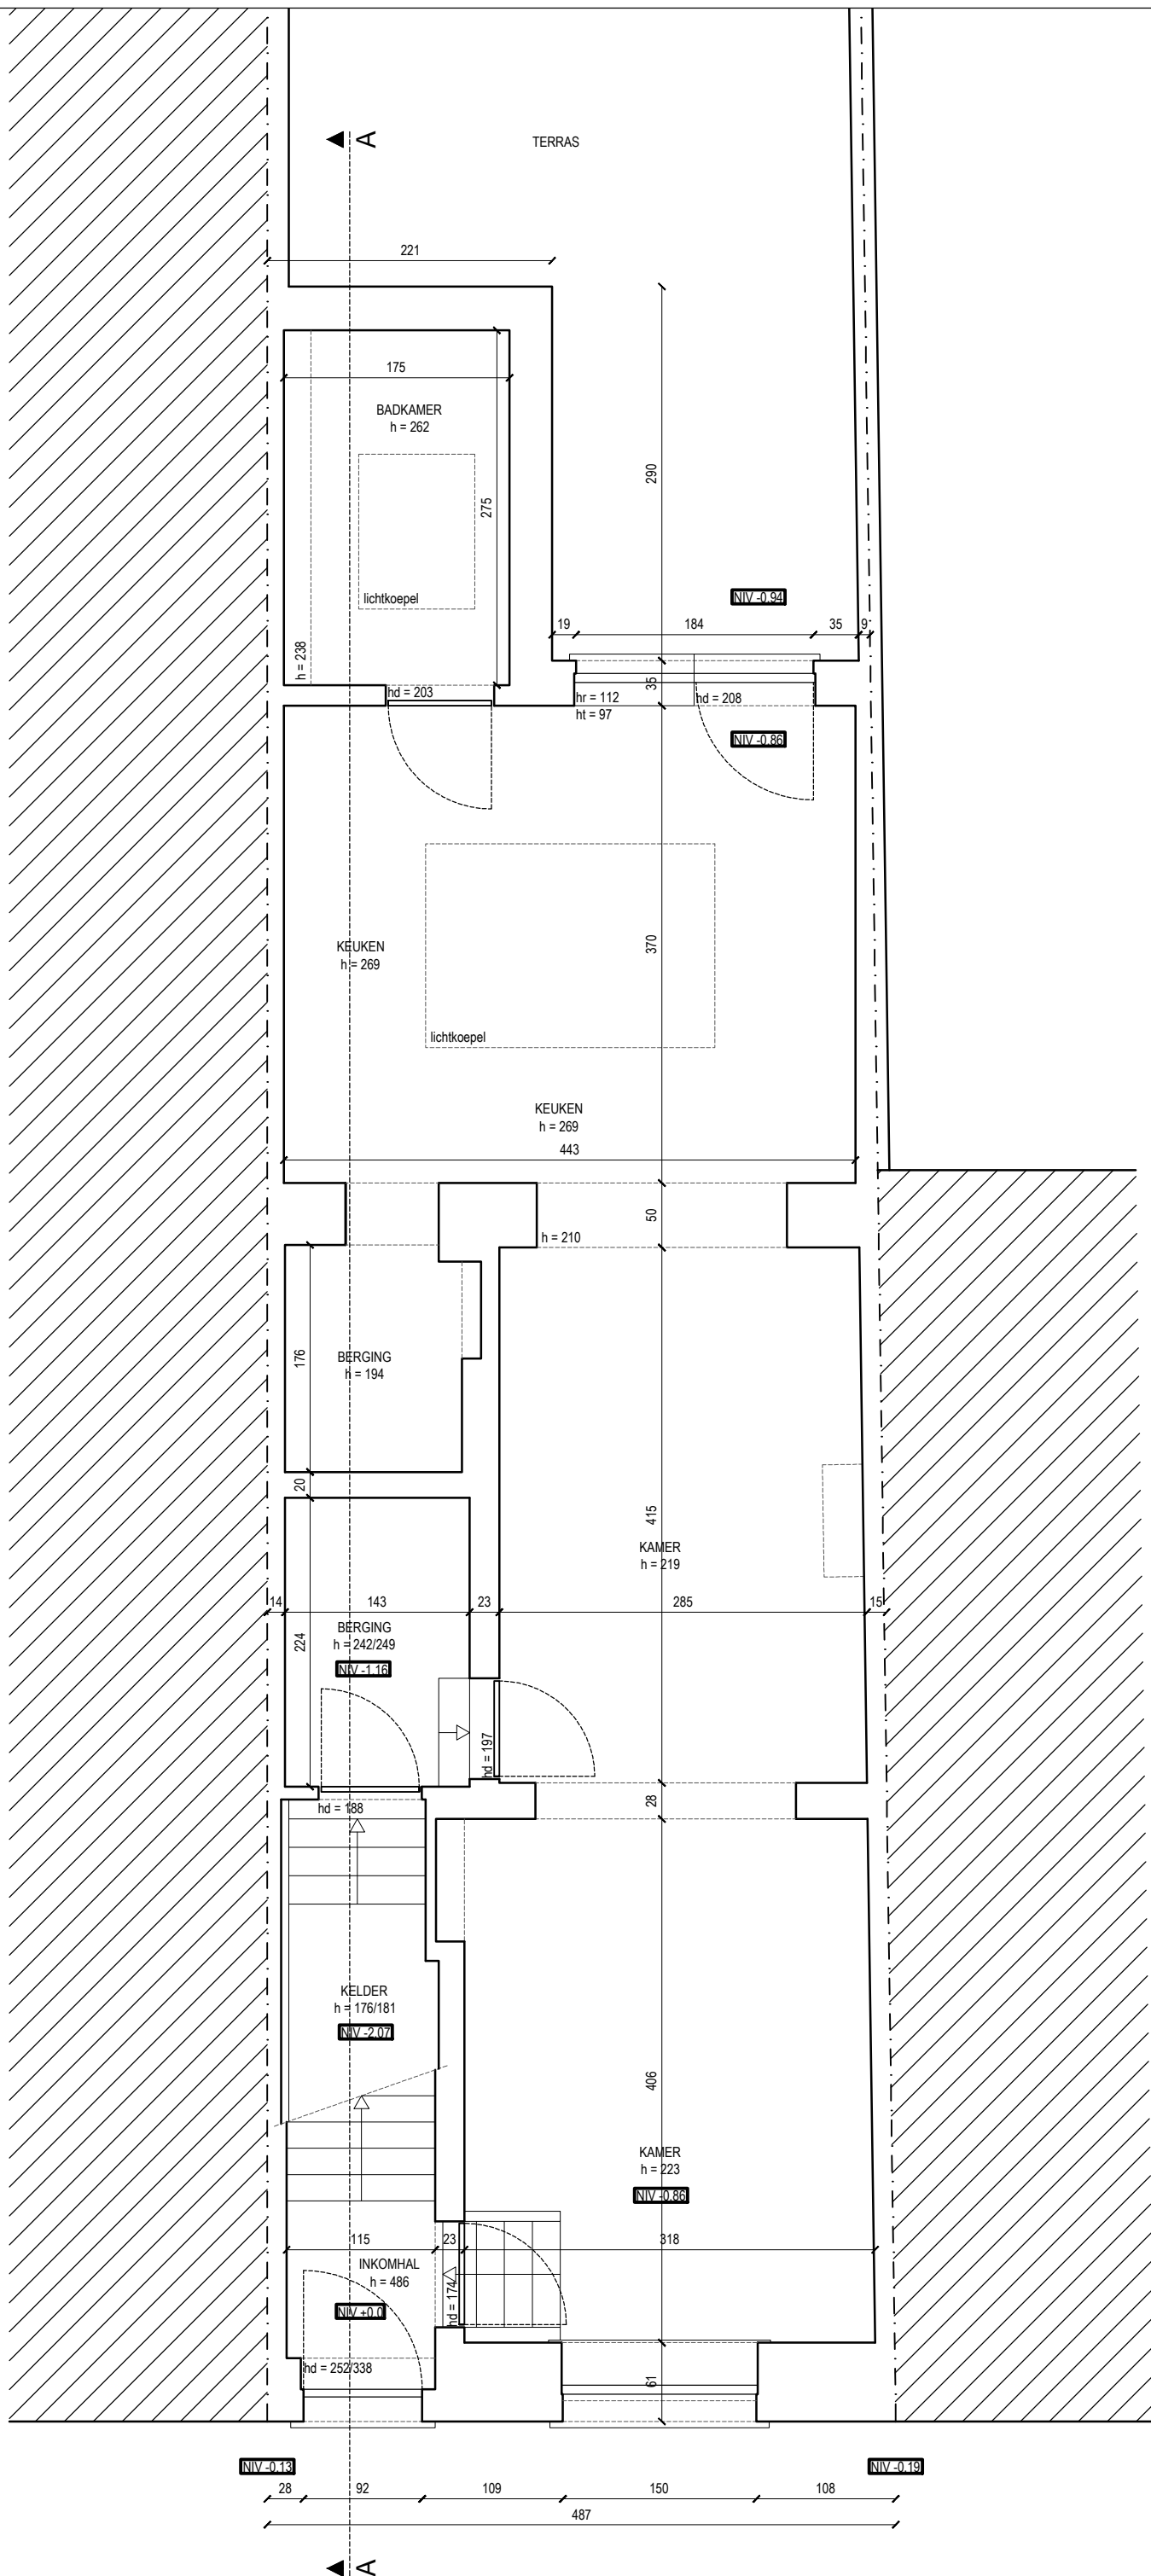 A
TERRAS
221
175
BADKAMER
h = 262
290
275
lichtkoepel
NIV -0.94
19
184
35
9
h = 238
hd = 203
35
hr = 112
hd = 208
ht = 97
NIV -0.86
KEUKEN
h = 269
370
lichtkoepel
KEUKEN
h = 269
443
50
h = 210
176
BERGING
h = 194
20
415
KAMER
h = 219
14
143
23
285
15
224
BERGING
h = 242/249
NIV -1.16
hd = 197
28
hd = 188
KELDER
h = 176/181
NIV -2.07
406
KAMER
h = 223
NIV -0.86
115
23
318
INKOMHAL
h = 486
hd = 174
NIV +0.0
hd = 252/338
61
NIV -0.13
NIV -0.19
28
92
109
150
108
487
A